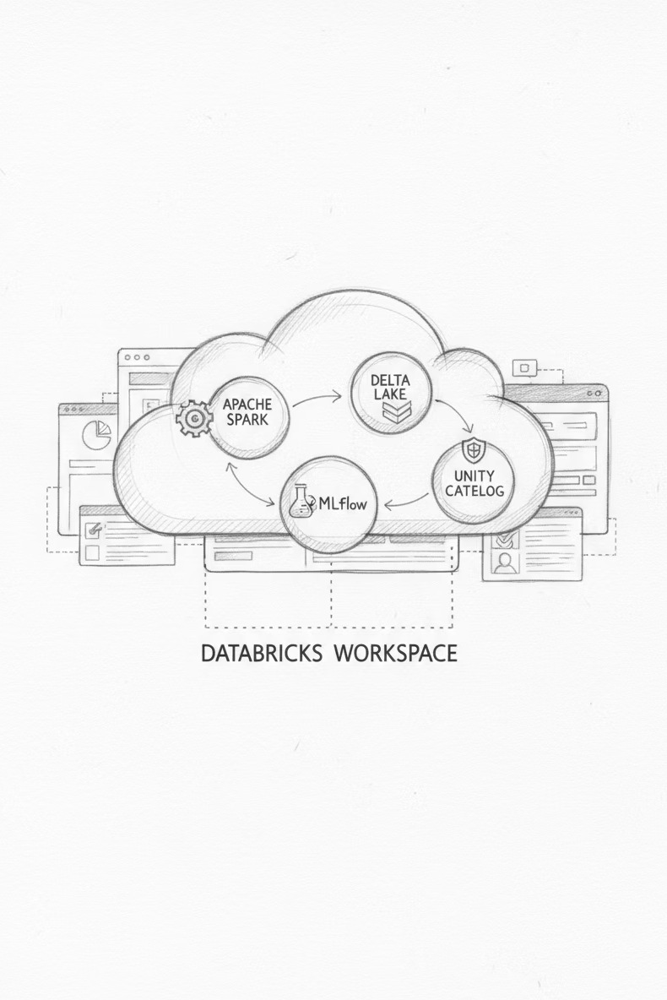 APACHE
SPARK
DELTA
LAKE
UNITY
CATELOG
MLflow
DATABRICKS WORKSPACE